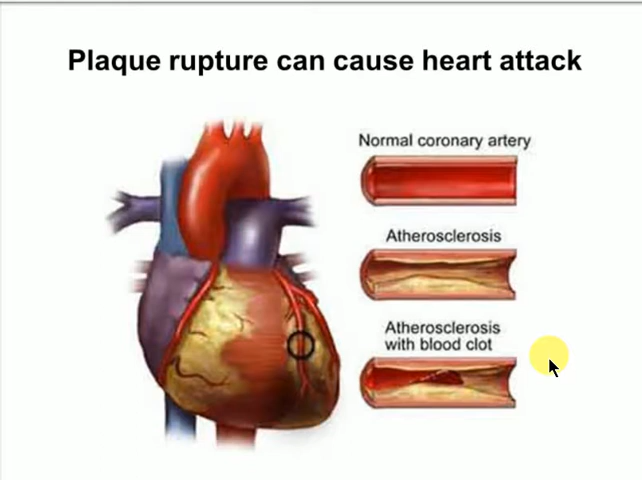 Plaque rupture can cause heart attack
Normal coronary artery
Atherosclerosis
Atherosclerosis
with blood clot